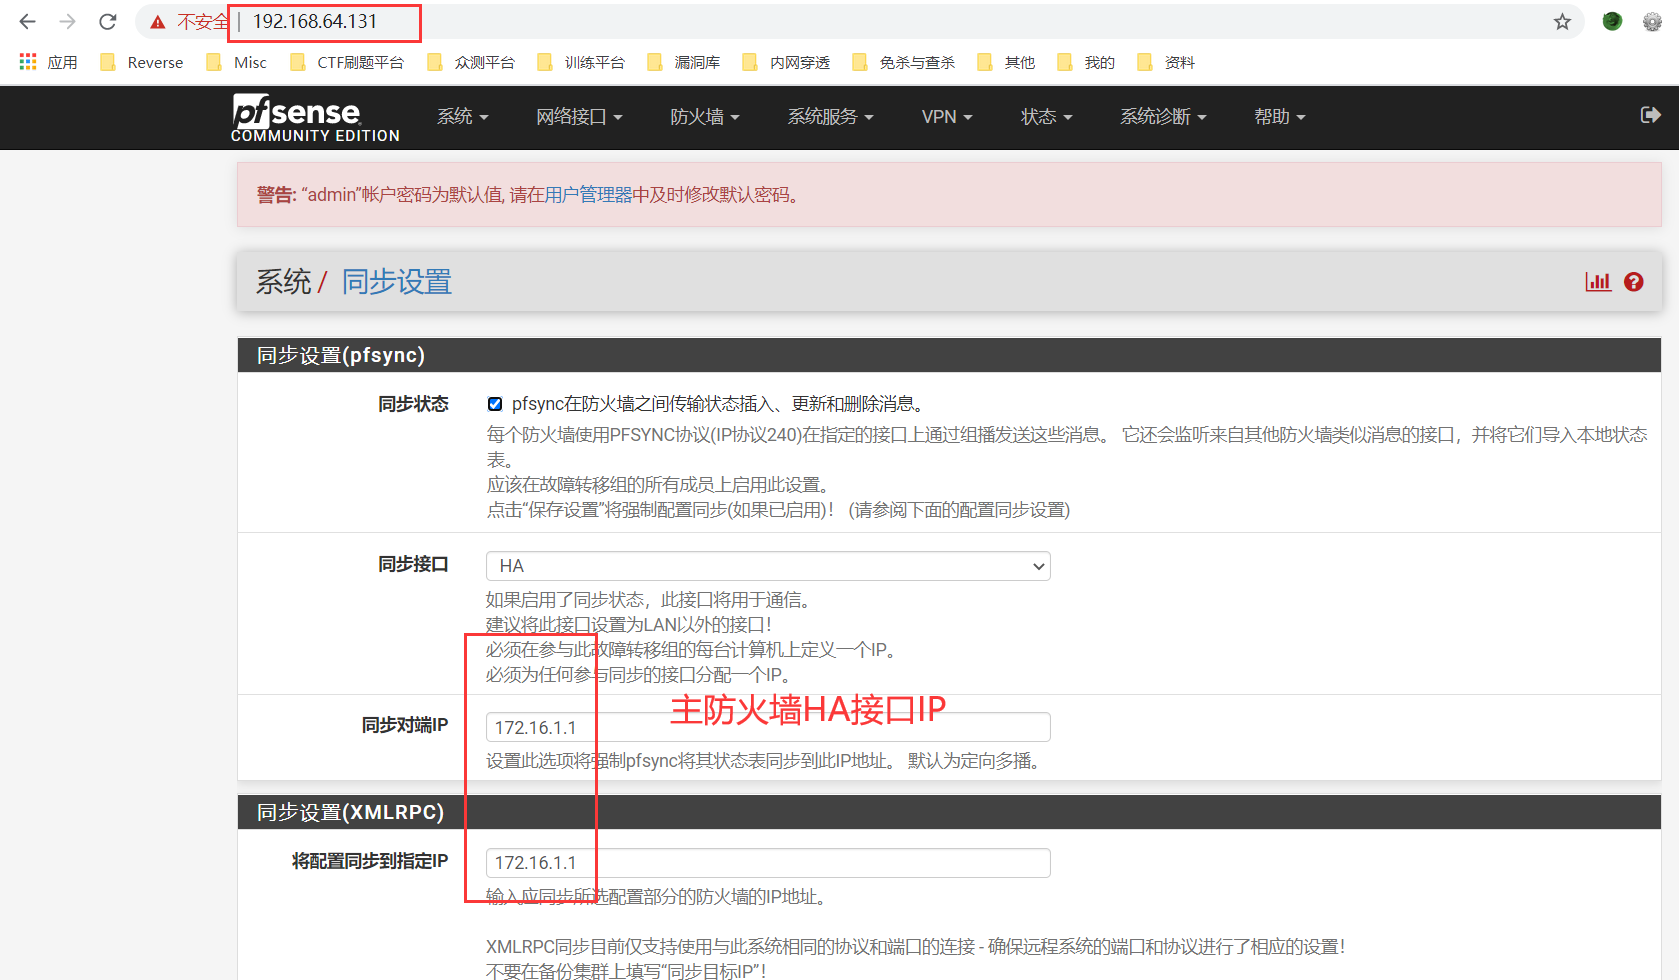 不安全 | 192.168.64.131
应用 Reverse Misc CTF刷题平台 众测平台 训练平台 漏洞库 内网穿透 免杀与查杀 其他 我的 资料
pfsense
COMMUNITY EDITION
系统 网络接口 防火墙 系统服务 VPN 状态 系统诊断 帮助
警告: “admin”帐户密码为默认值, 请在用户管理器中及时修改默认密码。
系统 / 同步设置
同步设置(pfsync)
同步状态 pfsync在防火墙之间传输状态插入、更新和删除消息。
每个防火墙使用PFSYNC协议(IP协议240)在指定的接口上通过组播发送这些消息。 它还会监听来自其他防火墙类似消息的接口，并将它们导入本地状态
表。
应该在故障转移组的所有成员上启用此设置。
点击“保存设置”将强制配置同步(如果已启用)！ (请参阅下面的配置同步设置)
同步接口 HA
如果启用了同步状态，此接口将用于通信。
建议将此接口设置为LAN以外的接口！
必须在参与此故障转移组的每台计算机上定义一个IP。
必须为任何参与同步的接口分配一个IP。
主防火墙HA接口IP
同步对端IP 172.16.1.1
设置此选项将强制pfsync将其状态表同步到此IP地址。 默认为定向多播。
同步设置(XMLRPC)
将配置同步到指定IP 172.16.1.1
输入应同步所选配置部分的防火墙的IP地址。
XMLRPC同步目前仅支持使用与此系统相同的协议和端口的连接 - 确保远程系统的端口和协议进行了相应的设置！
不要在备份集群上填写“同步目标IP”！